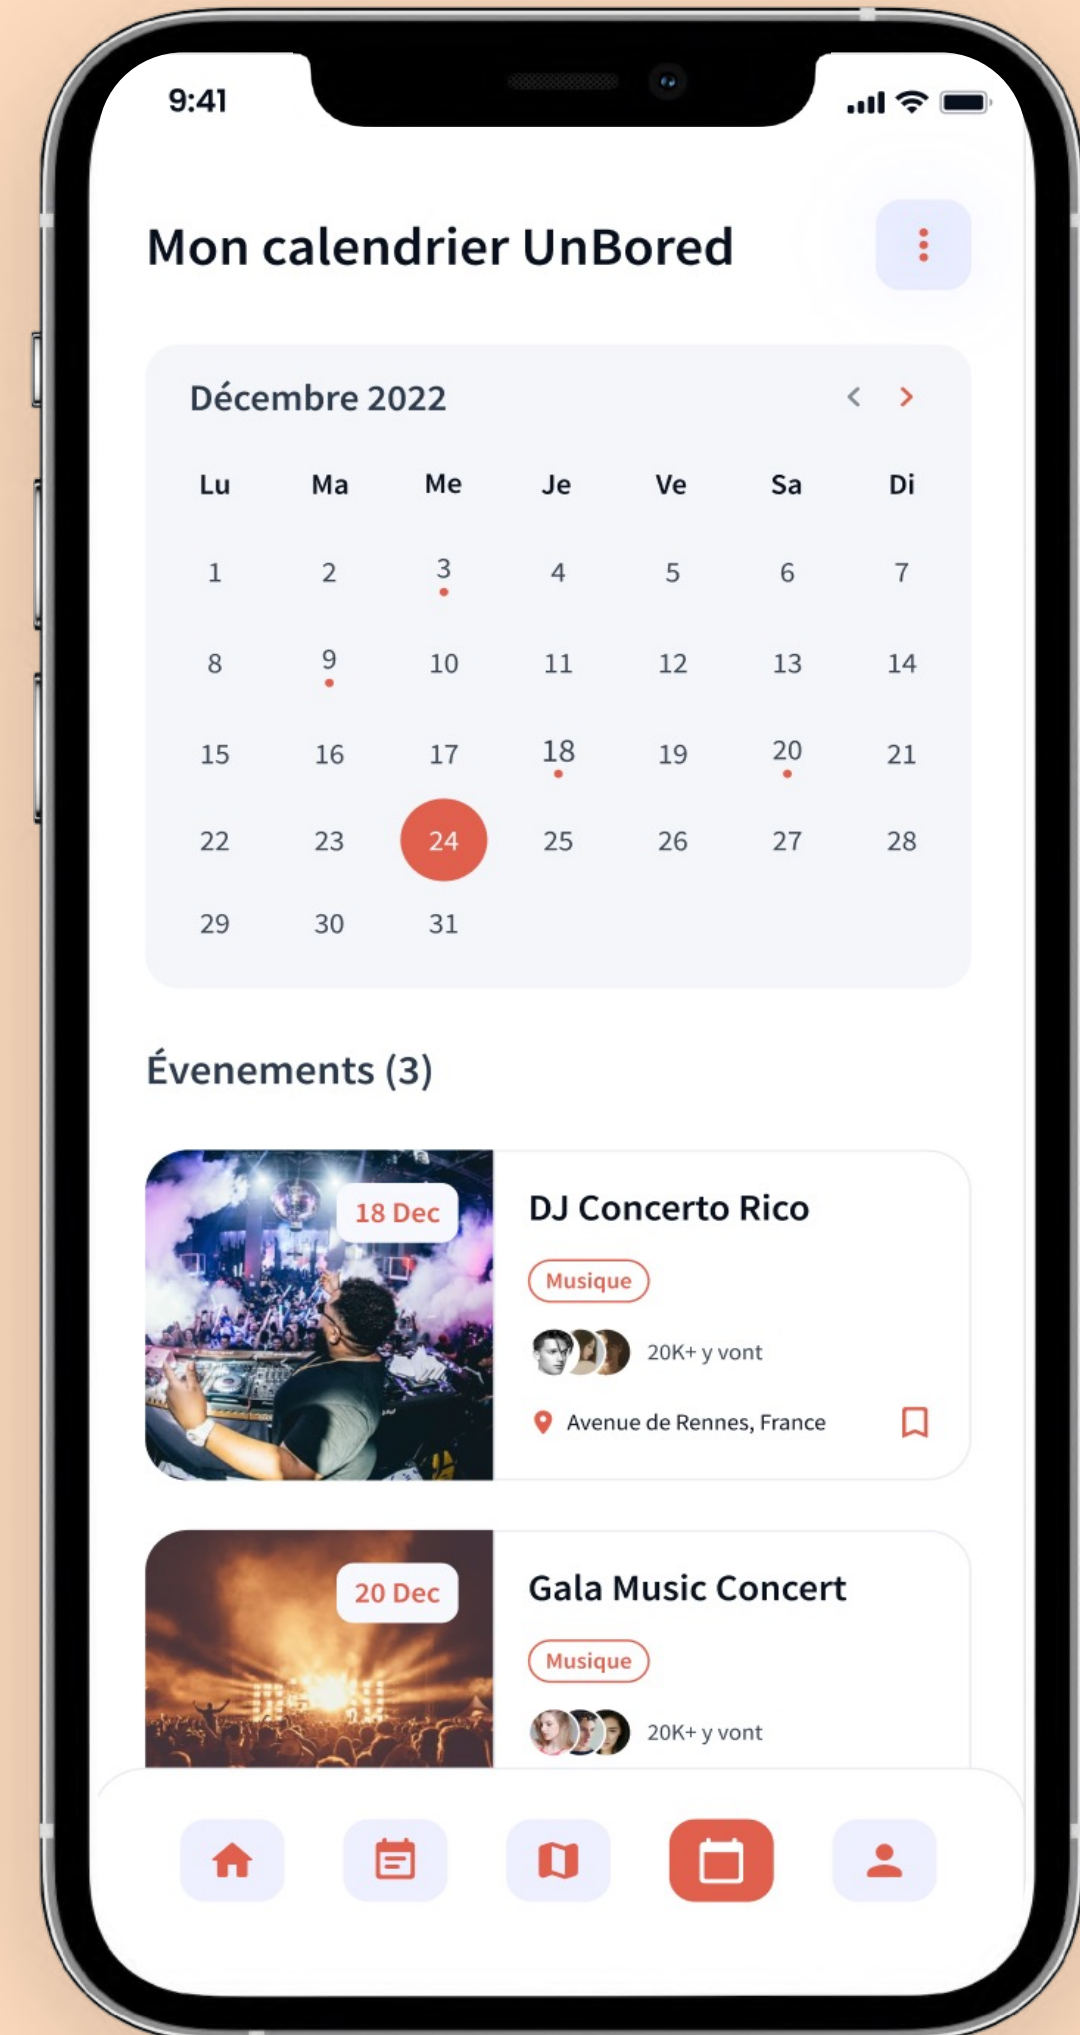 9:41
Mon calendrier UnBored
Décembre 2022
Lu Ma Me Je Ve Sa Di
1 2 3 4 5 6 7
8 9 10 11 12 13 14
15 16 17 18 19 20 21
22 23 24 25 26 27 28
29 30 31
Évenements (3)
18 Dec
DJ Concerto Rico
Musique
20K+ y vont
Avenue de Rennes, France
20 Dec
Gala Music Concert
Musique
20K+ y vont